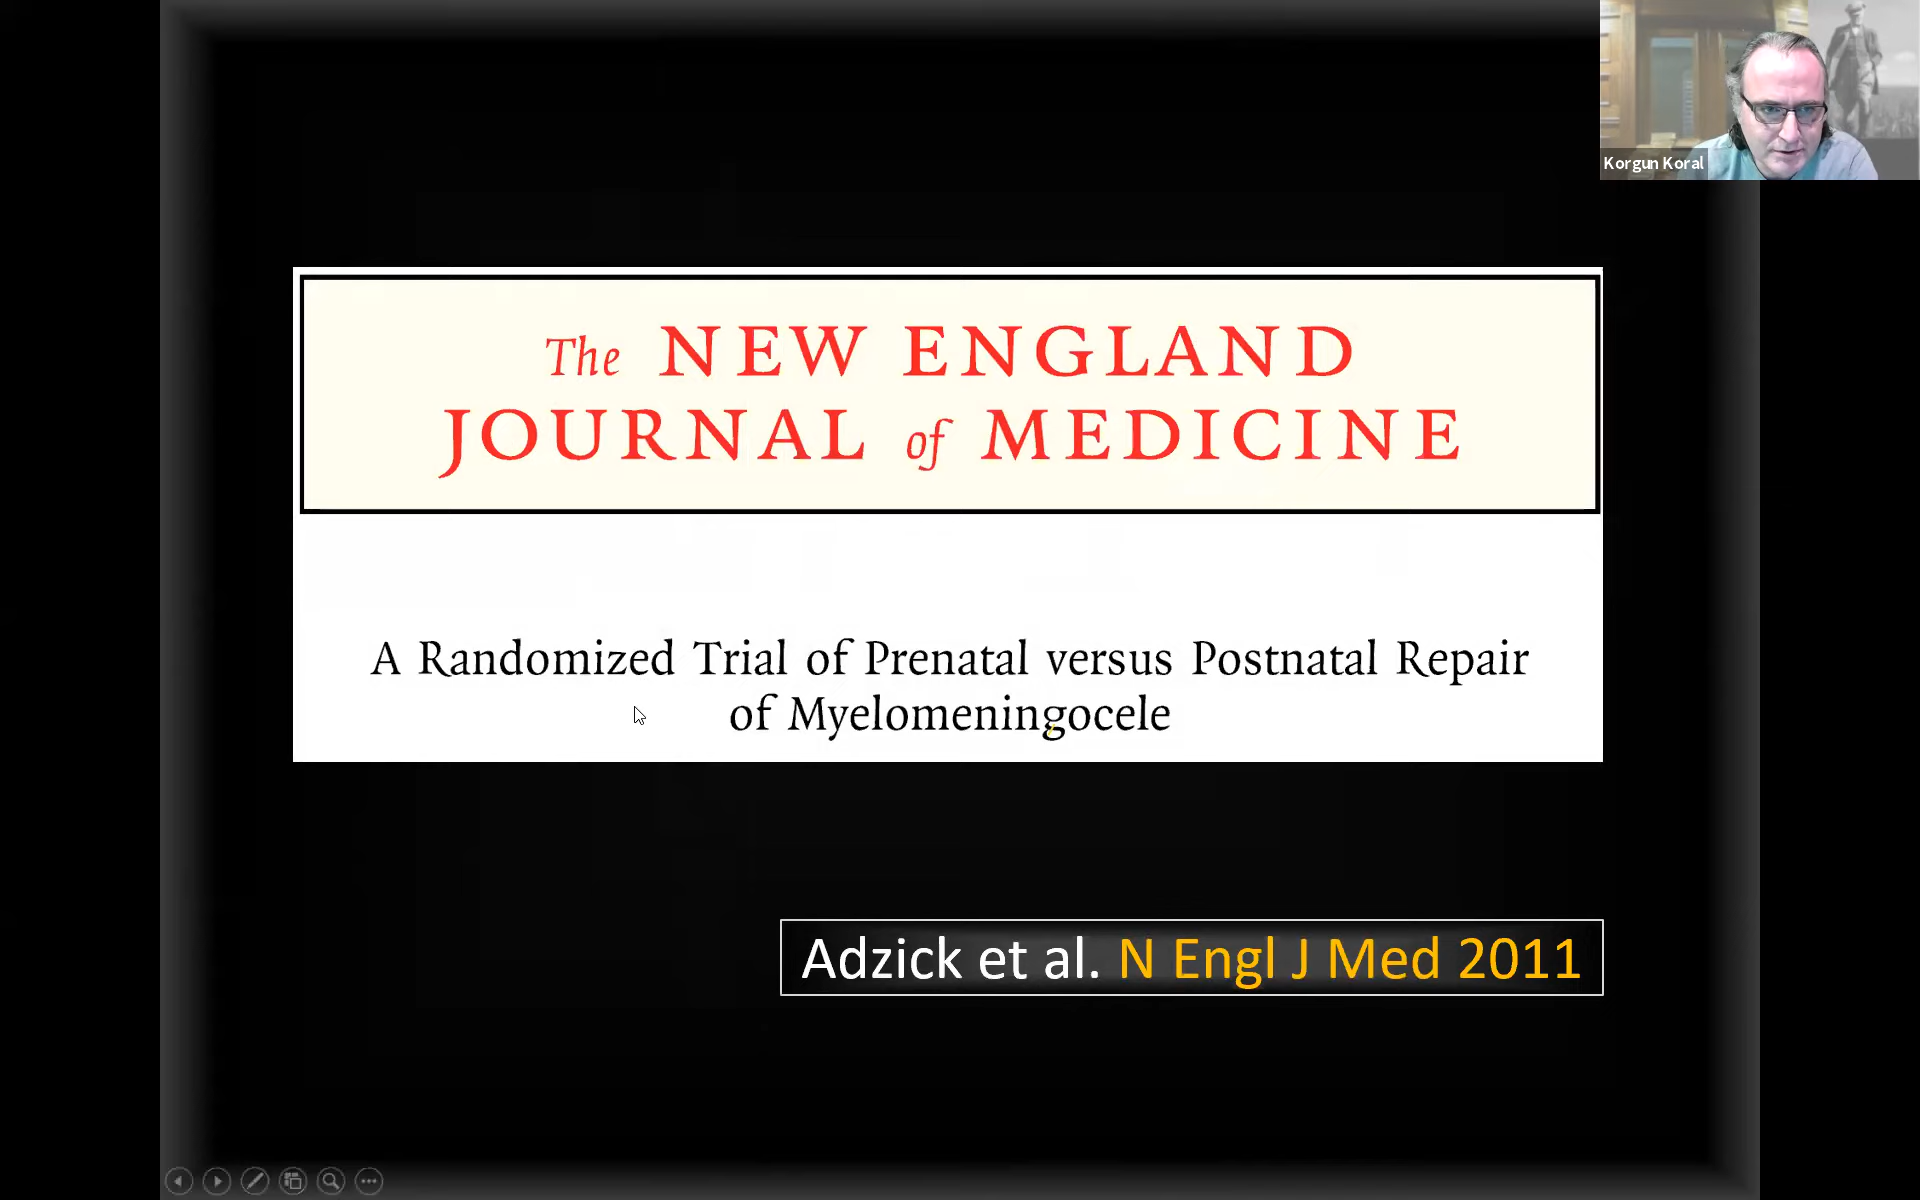 Korgun Koral
The NEW ENGLAND
JOURNAL of MEDICINE
A Randomized Trial of Prenatal versus Postnatal Repair
of Myelomeningocele
Adzick et al. N Engl J Med 2011